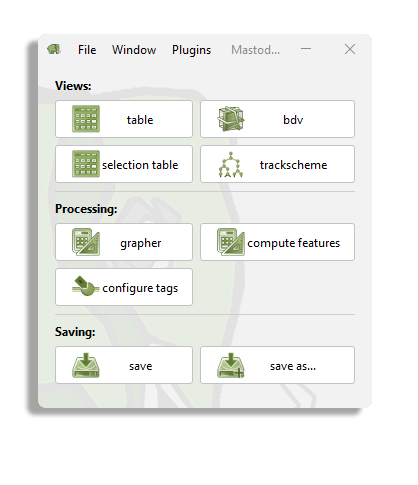 File Window Plugins Mastod...
Views:
table bdv
selection table trackscheme
Processing:
grapher compute features
configure tags
Saving:
save save as...